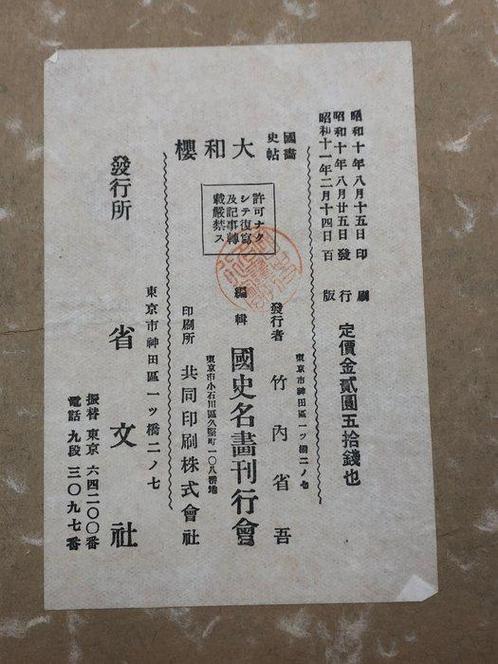 昭和十年八月十五日印刷
昭和十年八月廿五日發行
昭和十一年二月十四日百版
定價金貳圓五拾錢也
國史
畫帖
大和櫻
許可ナク
シテ復寫
及記事轉
載嚴禁ス
東京市神田區一ッ橋二ノ七
發行者 竹內省吾
編輯 國史名畫刊行會
東京市小石川區久堅町一〇八番地
印刷所 共同印刷株式會社
東京市神田區一ッ橋二ノ七
發行所 省文社
振替東京六四二〇〇番
電話九段三〇九七番